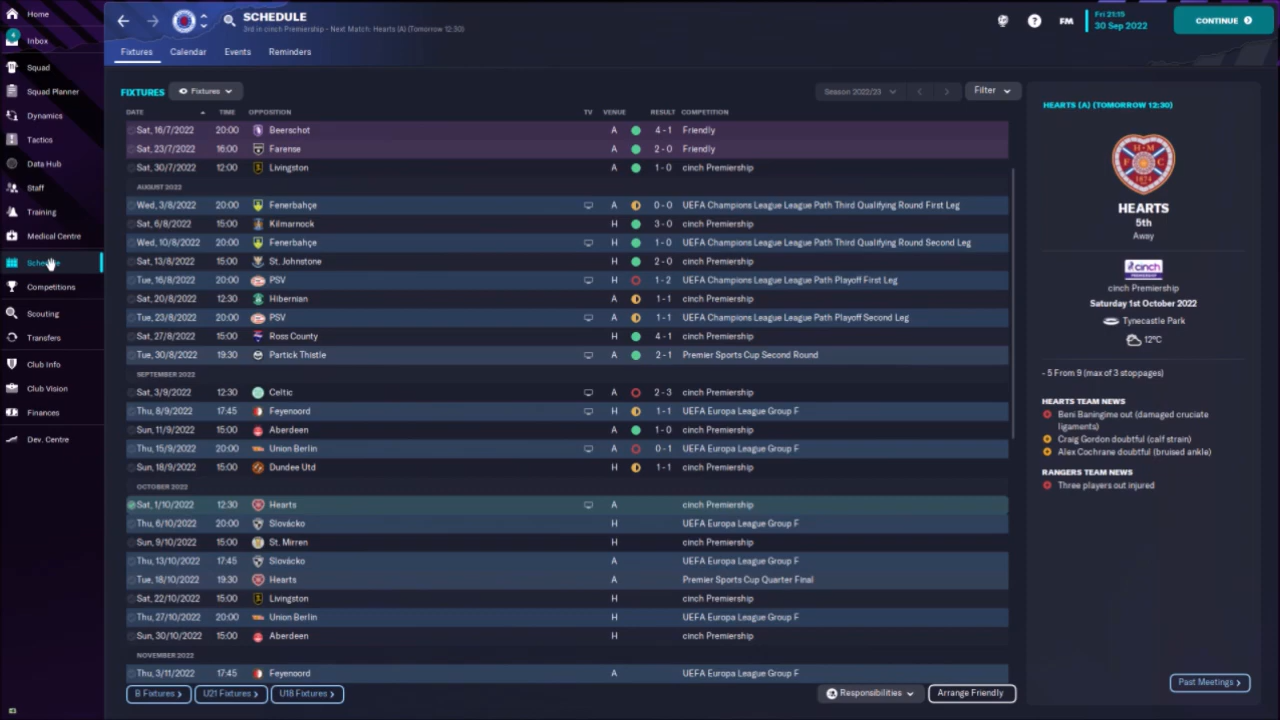 Home
SCHEDULE
3rd in cinch Premiership - Next Match: Hearts (A) (Tomorrow 12:30)
FM
Fri 21:15
30 Sep 2022
CONTINUE
4
Inbox
Fixtures
Calendar
Events
Reminders
Squad
Squad Planner
Dynamics
Tactics
Data Hub
Staff
Training
Medical Centre
Competitions
Scouting
Transfers
Club Info
Club Vision
Finances
Dev. Centre
FIXTURES
Fixtures
Season 2022/23
Filter
DATE TIME OPPOSITION TV VENUE RESULT COMPETITION
Sat, 16/7/2022 20:00 Beerschot A 4 - 1 Friendly
Sat, 23/7/2022 16:00 Farense A 2 - 0 Friendly
Sat, 30/7/2022 12:00 Livingston A 1 - 0 cinch Premiership
AUGUST 2022
Wed, 3/8/2022 20:00 Fenerbahçe A 0 - 0 UEFA Champions League League Path Third Qualifying Round First Leg
Sat, 6/8/2022 15:00 Kilmarnock H 3 - 0 cinch Premiership
Wed, 10/8/2022 20:00 Fenerbahçe H 1 - 0 UEFA Champions League League Path Third Qualifying Round Second Leg
Sat, 13/8/2022 15:00 St. Johnstone H 2 - 0 cinch Premiership
Tue, 16/8/2022 20:00 PSV H 1 - 2 UEFA Champions League League Path Playoff First Leg
Sat, 20/8/2022 12:30 Hibernian A 1 - 1 cinch Premiership
Tue, 23/8/2022 20:00 PSV A 1 - 1 UEFA Champions League League Path Playoff Second Leg
Sat, 27/8/2022 15:00 Ross County H 4 - 1 cinch Premiership
Tue, 30/8/2022 19:30 Partick Thistle A 2 - 1 Premier Sports Cup Second Round
SEPTEMBER 2022
Sat, 3/9/2022 12:30 Celtic A 2 - 3 cinch Premiership
Thu, 8/9/2022 17:45 Feyenoord H 1 - 1 UEFA Europa League Group F
Sun, 11/9/2022 15:00 Aberdeen A 1 - 0 cinch Premiership
Thu, 15/9/2022 20:00 Union Berlin A 0 - 1 UEFA Europa League Group F
Sun, 18/9/2022 15:00 Dundee Utd H 1 - 1 cinch Premiership
OCTOBER 2022
Sat, 1/10/2022 12:30 Hearts A cinch Premiership
Thu, 6/10/2022 20:00 Slovácko H UEFA Europa League Group F
Sun, 9/10/2022 15:00 St. Mirren H cinch Premiership
Thu, 13/10/2022 17:45 Slovácko A UEFA Europa League Group F
Tue, 18/10/2022 19:30 Hearts A Premier Sports Cup Quarter Final
Sat, 22/10/2022 15:00 Livingston H cinch Premiership
Thu, 27/10/2022 20:00 Union Berlin H UEFA Europa League Group F
Sun, 30/10/2022 15:00 Aberdeen H cinch Premiership
NOVEMBER 2022
Thu, 3/11/2022 17:45 Feyenoord A UEFA Europa League Group F
B Fixtures
U21 Fixtures
U18 Fixtures
Responsibilities
Arrange Friendly
HEARTS (A) (TOMORROW 12:30)
HEARTS
5th
Away
cinch
cinch Premiership
Saturday 1st October 2022
Tynecastle Park
12°C
- 5 From 9 (max of 3 stoppages)
HEARTS TEAM NEWS
Beni Baningime out (damaged cruciate
ligaments)
Craig Gordon doubtful (calf strain)
Alex Cochrane doubtful (bruised ankle)
RANGERS TEAM NEWS
Three players out injured
Past Meetings